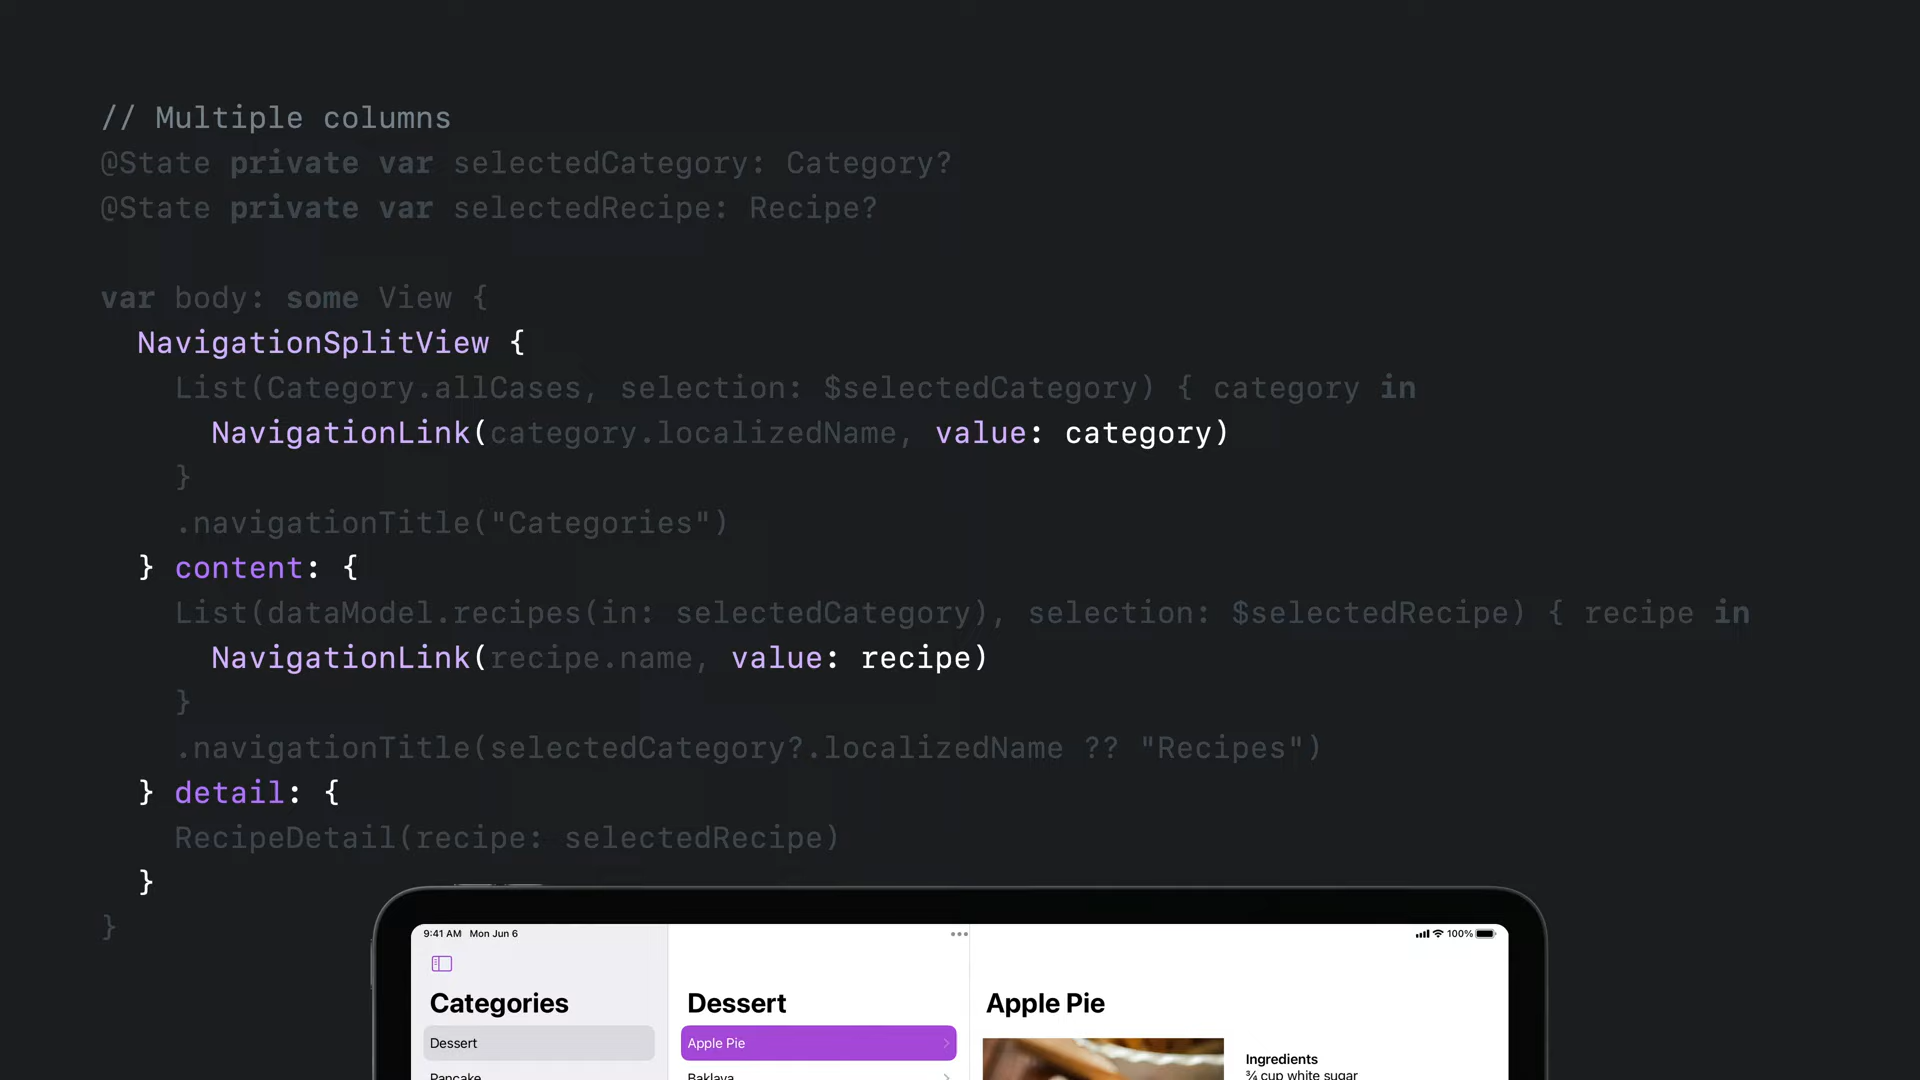 // Multiple columns
@State private var selectedCategory: Category?
@State private var selectedRecipe: Recipe?
var body: some View {
NavigationSplitView {
List(Category.allCases, selection: $selectedCategory) { category in
NavigationLink(category.localizedName, value: category)
}
.navigationTitle("Categories")
} content: {
List(dataModel.recipes(in: selectedCategory), selection: $selectedRecipe) { recipe in
NavigationLink(recipe.name, value: recipe)
}
.navigationTitle(selectedCategory?.localizedName ?? "Recipes")
} detail: {
RecipeDetail(recipe: selectedRecipe)
}
}
9:41 AM Mon Jun 6
100%
Categories
Dessert
Pancake
Dessert
Apple Pie
Baklava
Apple Pie
Ingredients
¾ cup white sugar